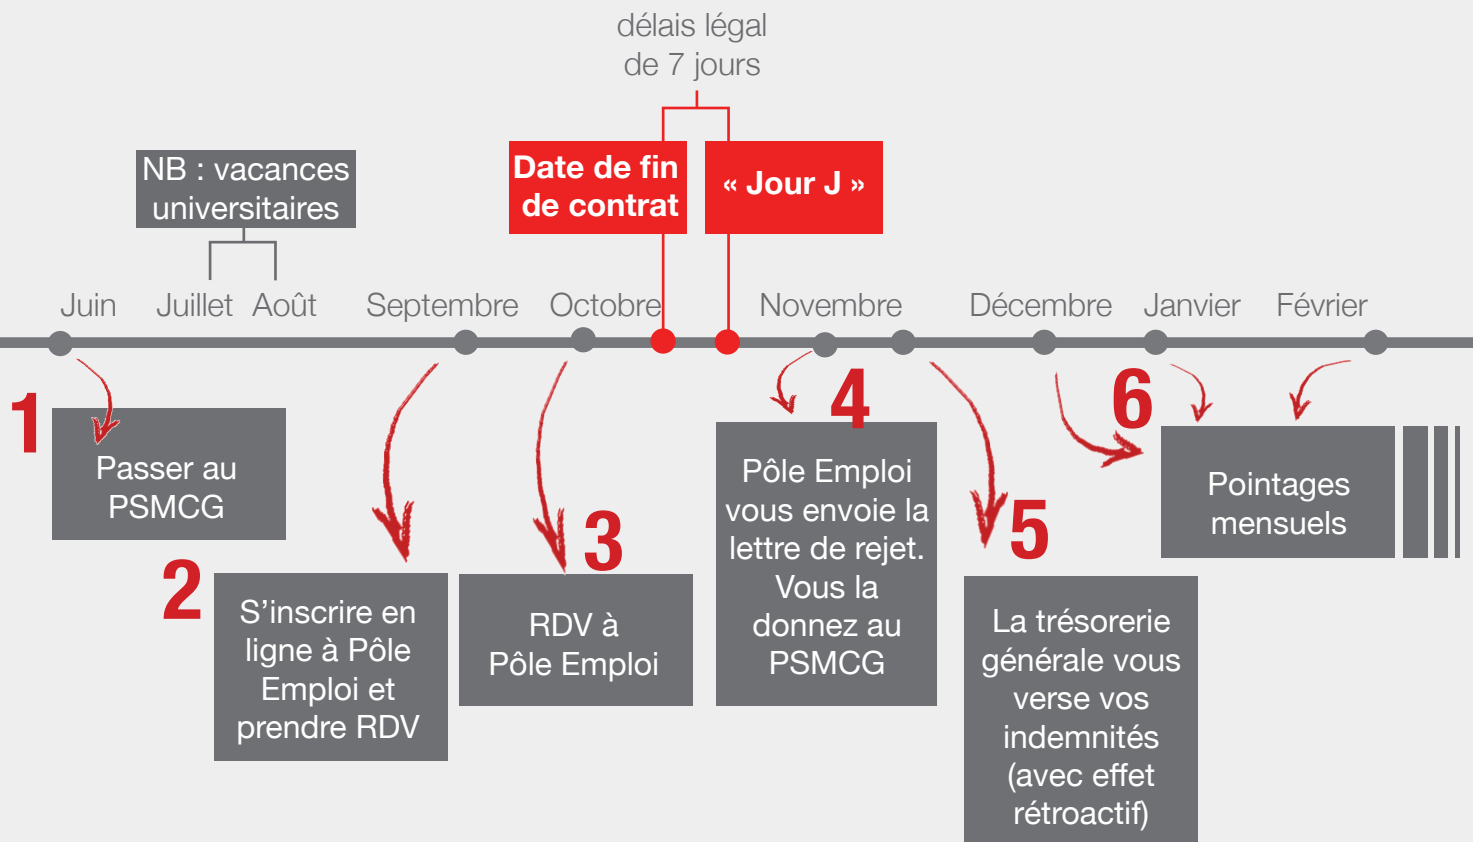 délais légal
de 7 jours
NB : vacances
universitaires
Date de fin
de contrat
« Jour J »
Juin
Juillet
Août
Septembre
Octobre
Novembre
Décembre
Janvier
Février
1
Passer au
PSMCG
2
S’inscrire en
ligne à Pôle
Emploi et
prendre RDV
3
RDV à
Pôle Emploi
4
Pôle Emploi
vous envoie la
lettre de rejet.
Vous la
donnez au
PSMCG
5
La trésorerie
générale vous
verse vos
indemnités
(avec effet
rétroactif)
6
Pointages
mensuels